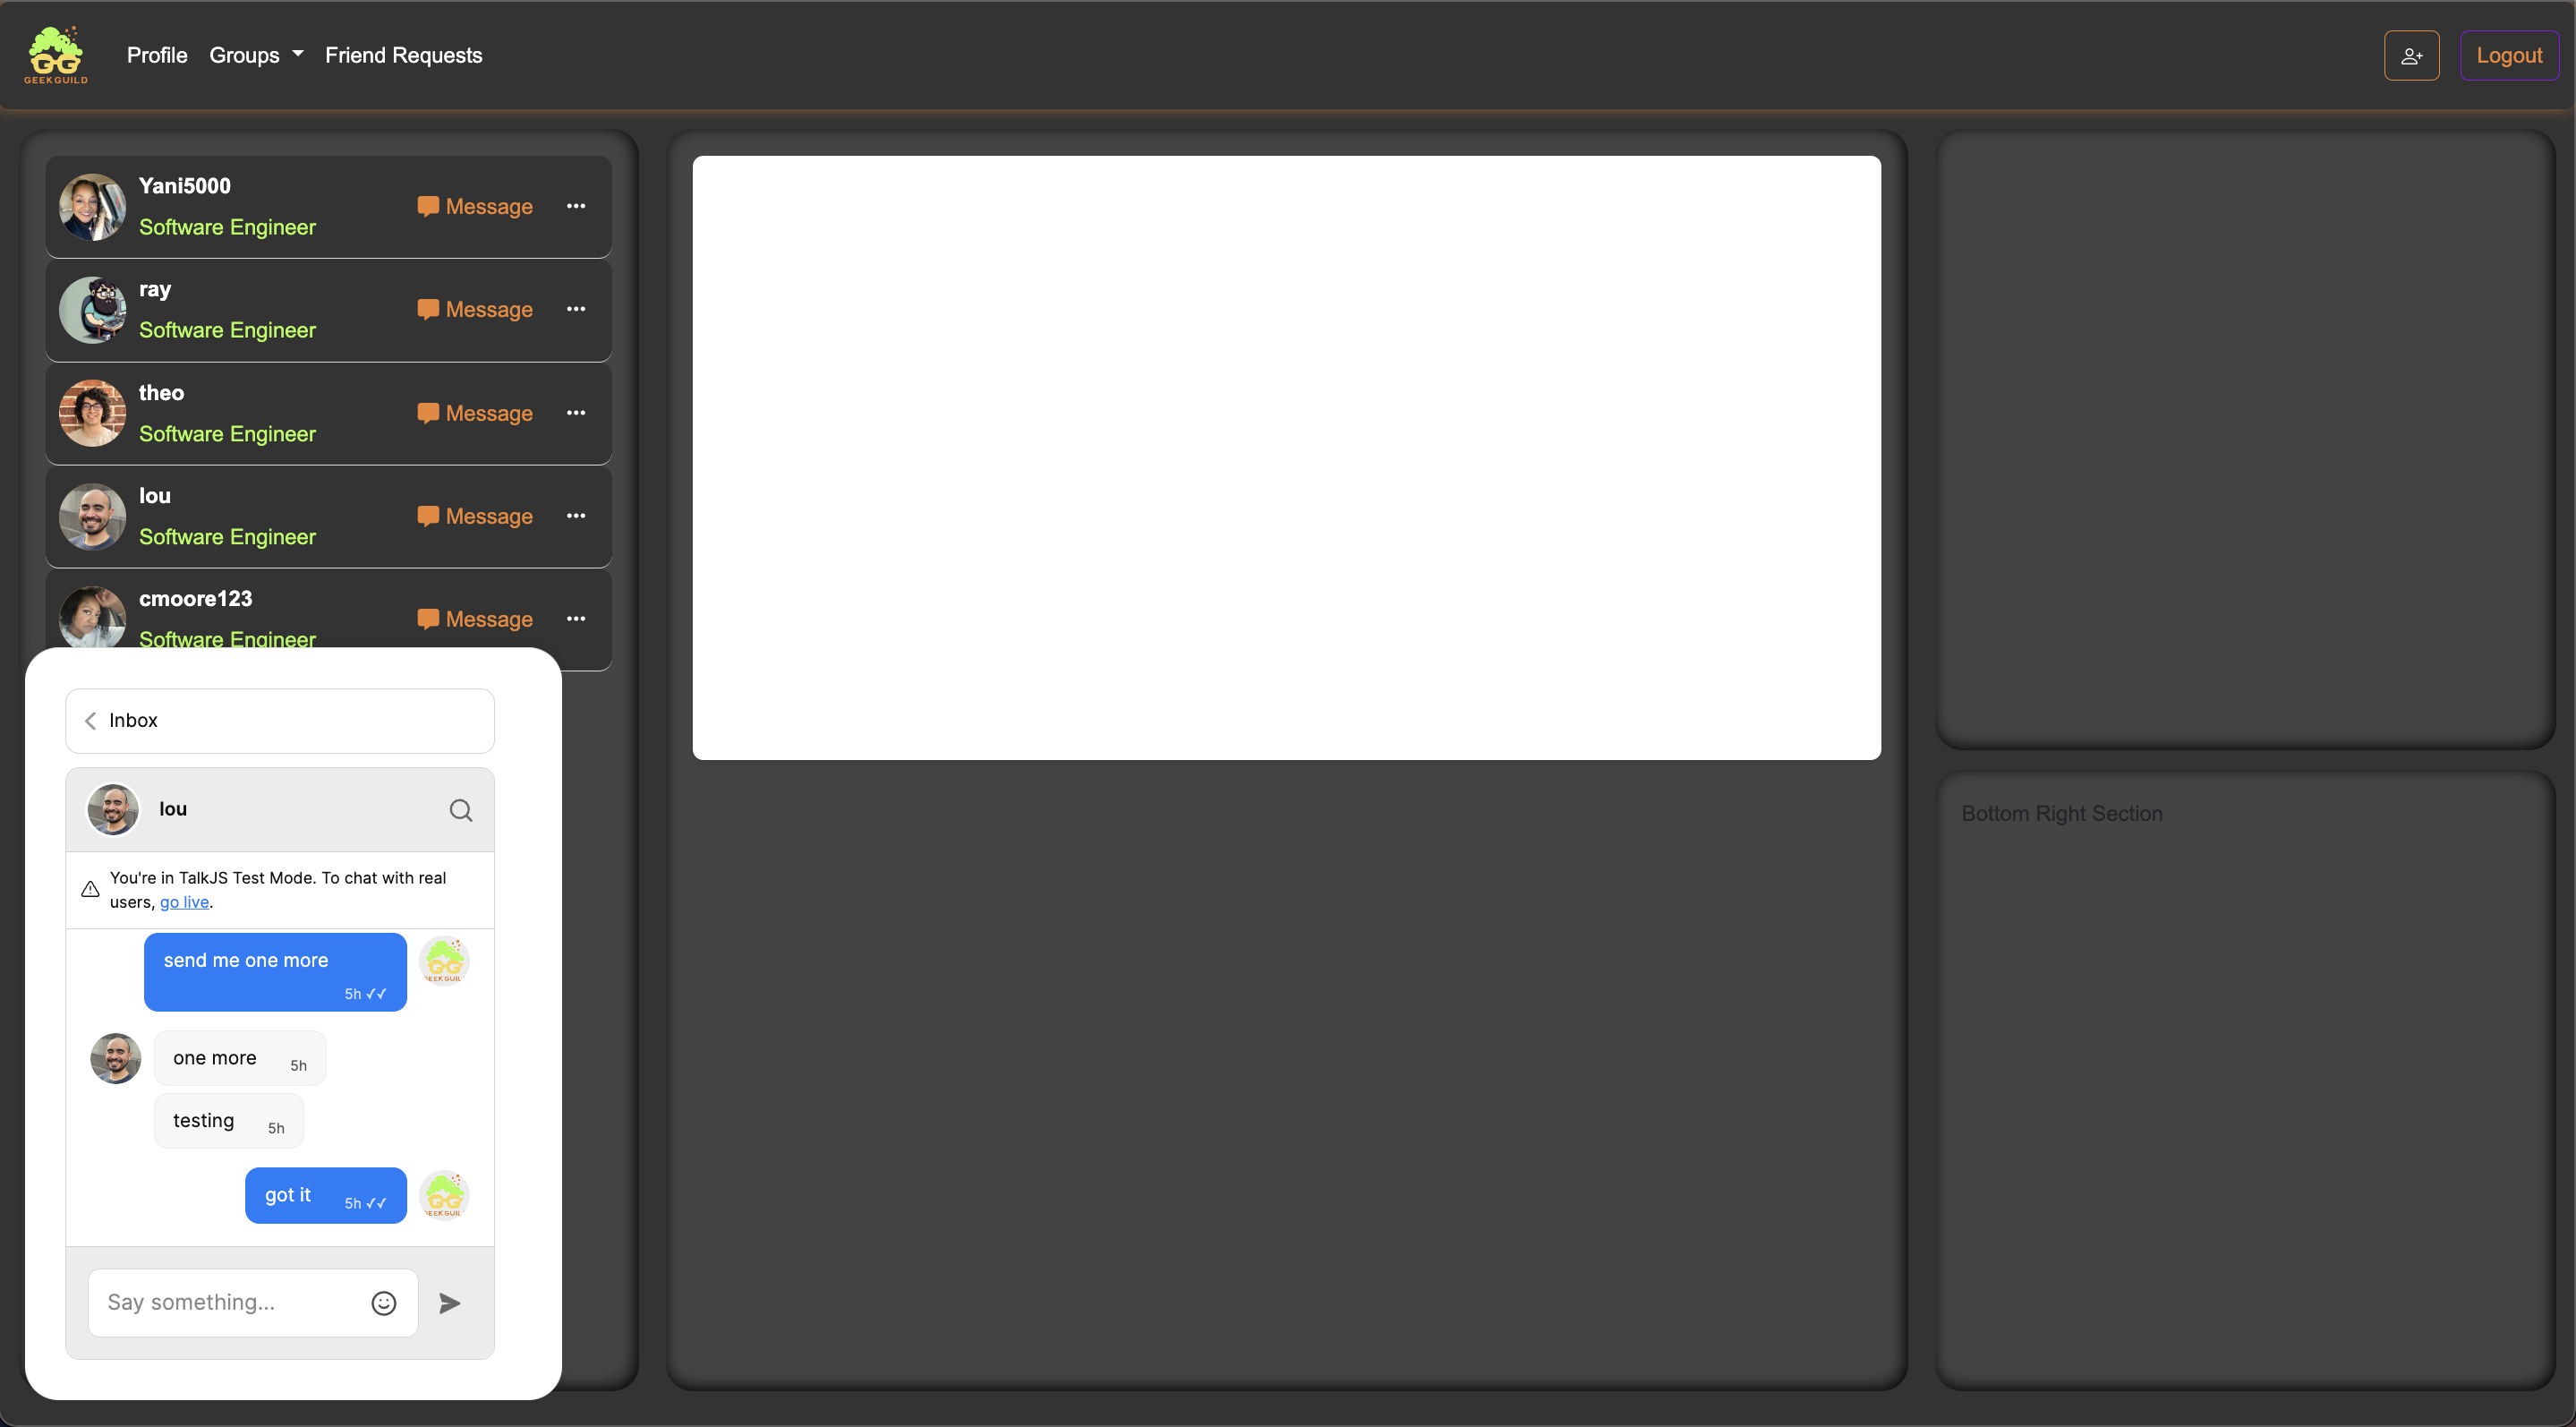 GEEKGUILD
Profile Groups Friend Requests
Logout
Yani5000
Software Engineer
Message
ray
Software Engineer
Message
theo
Software Engineer
Message
lou
Software Engineer
Message
cmoore123
Software Engineer
Message
Inbox
lou
You're in TalkJS Test Mode. To chat with real
users, go live.
send me one more
5h
one more 5h
testing 5h
got it 5h
Say something...
Bottom Right Section